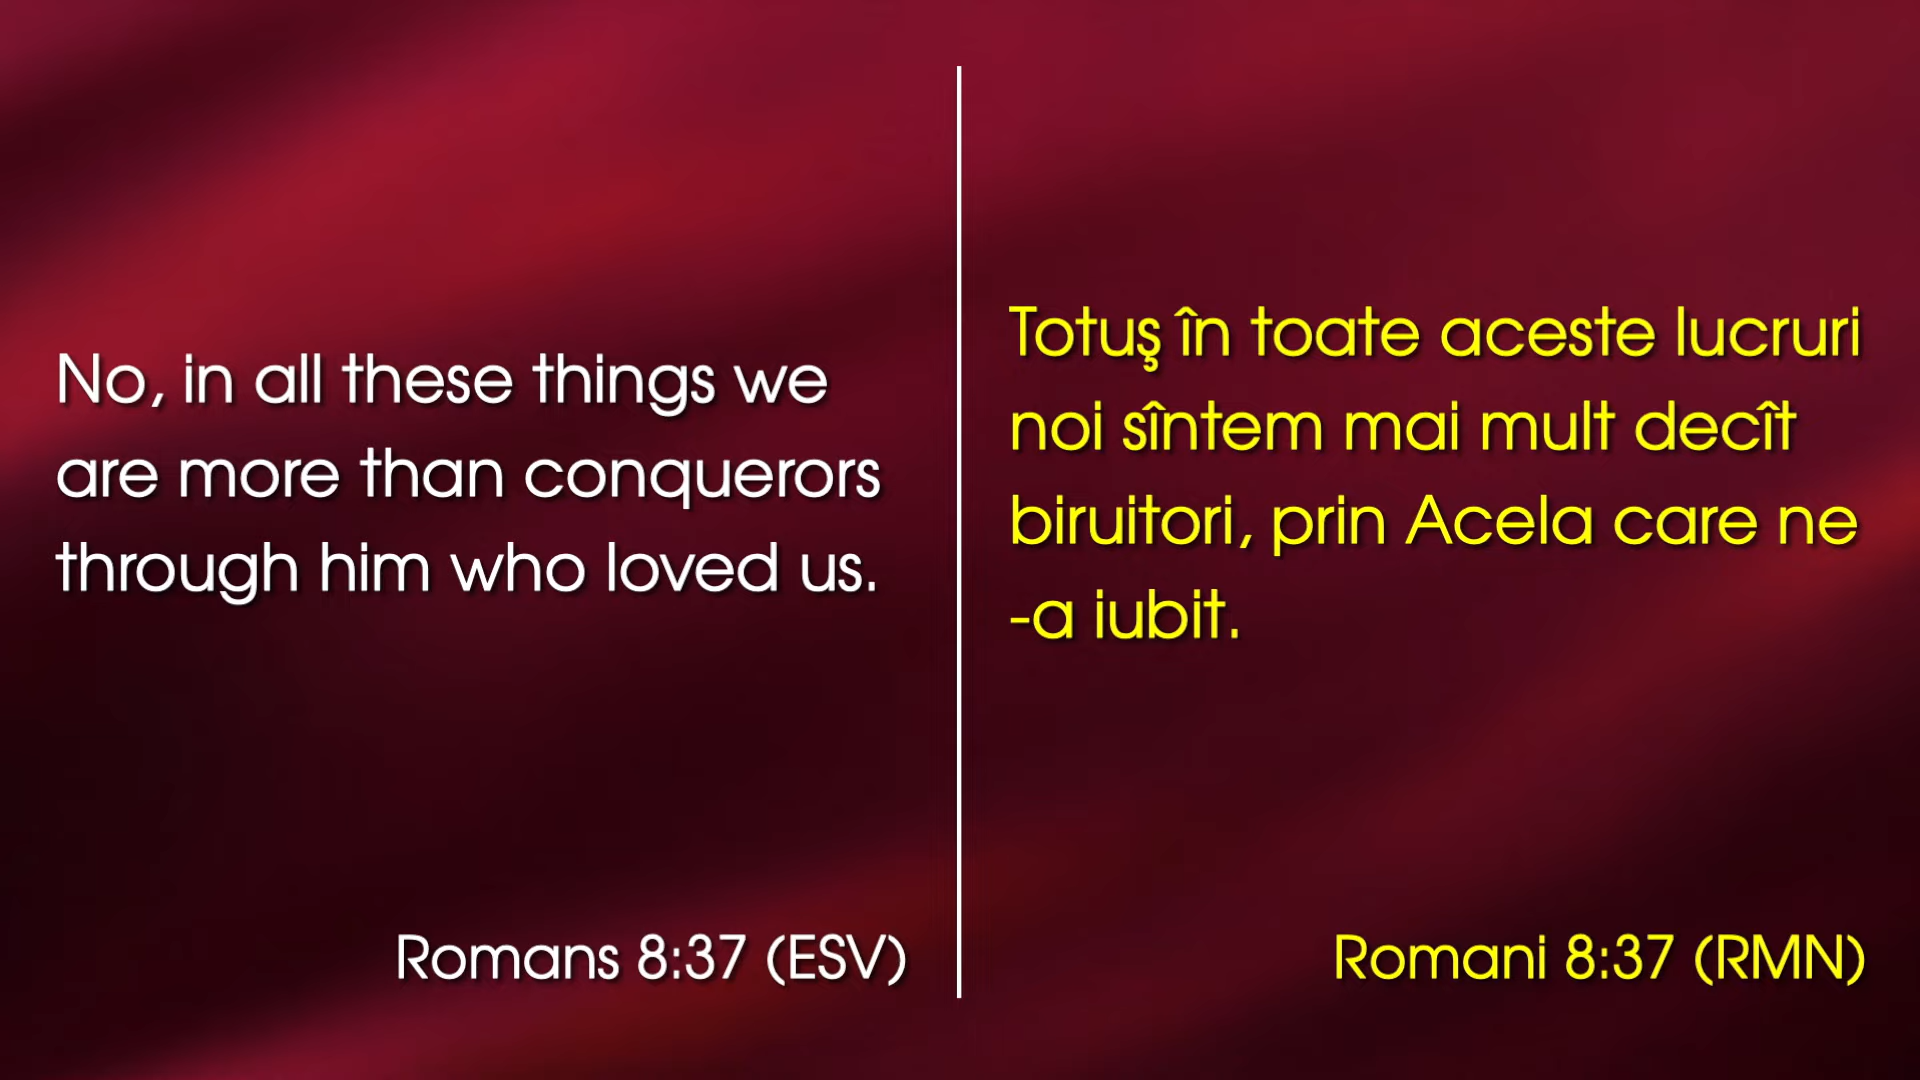 No, in all these things we
are more than conquerors
through him who loved us.
Romans 8:37 (ESV)
Totuş în toate aceste lucruri
noi sîntem mai mult decît
biruitori, prin Acela care ne
-a iubit.
Romani 8:37 (RMN)